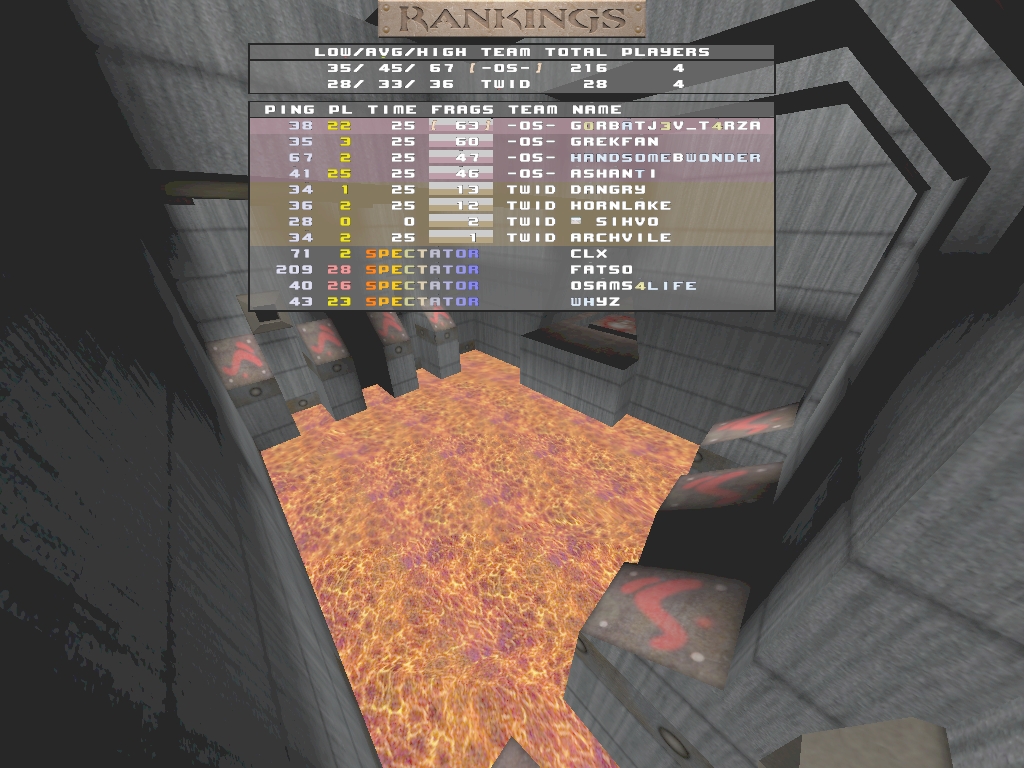 RANKINGS
LOW/AVG/HIGH TEAM TOTAL PLAYERS
35/ 45/ 67 [-OS-] 216 4
28/ 33/ 36 TWID 28 4
PING PL TIME FRAGS TEAM NAME
38 22 25 [ 63 ] -OS- GORBATJ3V_T4RZA
35 3 25 60 -OS- GREKFAN
67 2 25 47 -OS- HANDSOMEBWONDER
41 25 25 46 -OS- ASHANTI
34 1 25 13 TWID DANGRY
36 2 25 12 TWID HORNLAKE
28 0 0 2 TWID = SIHVO
34 2 25 1 TWID ARCHVILE
71 2 SPECTATOR CLX
209 28 SPECTATOR FATSO
40 26 SPECTATOR OSAMS4LIFE
43 23 SPECTATOR WHYZ